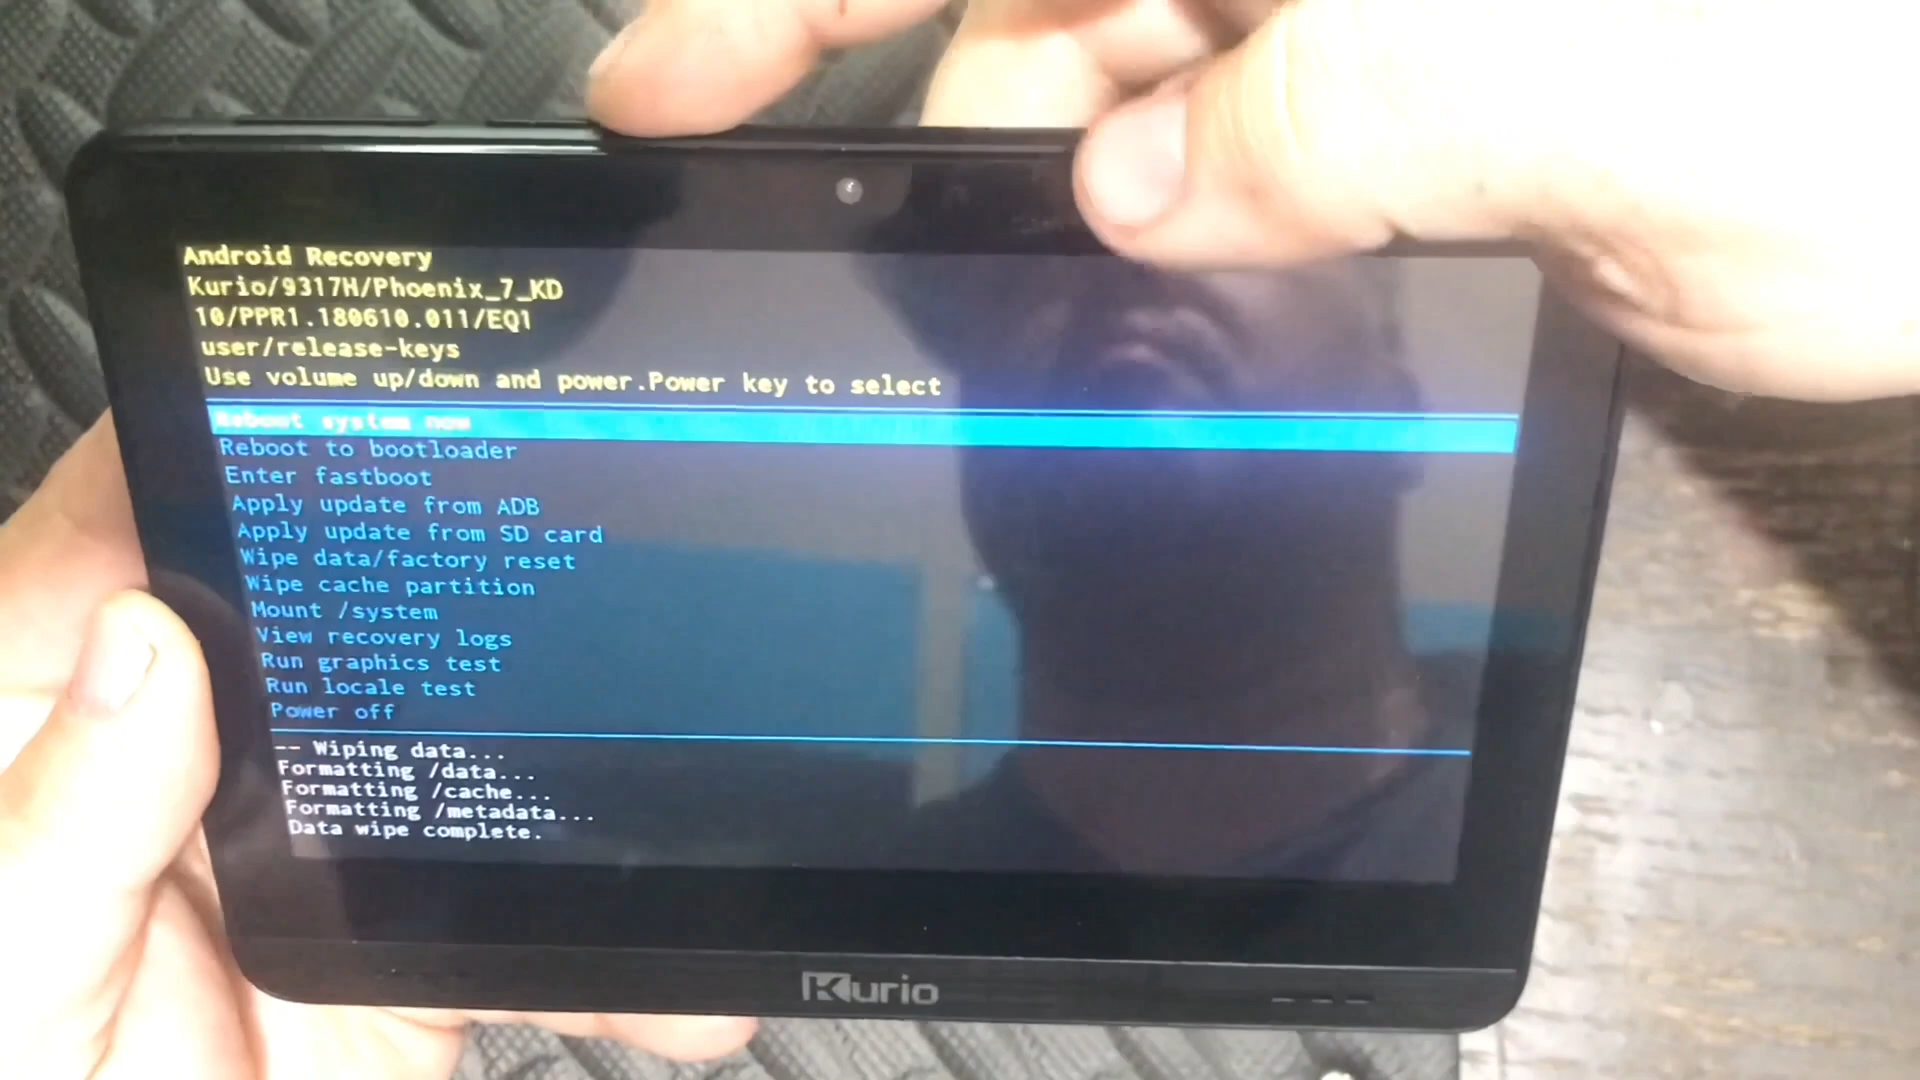 Android Recovery
Kurio/9317H/Phoenix_7_KD
10/PPR1.180610.011/EQ1
user/release-keys
Use volume up/down and power.Power key to select
Reboot system now
Reboot to bootloader
Enter fastboot
Apply update from ADB
Apply update from SD card
Wipe data/factory reset
Wipe cache partition
Mount /system
View recovery logs
Run graphics test
Run locale test
Power off
-- Wiping data...
Formatting /data...
Formatting /cache...
Formatting /metadata...
Data wipe complete.
Kurio